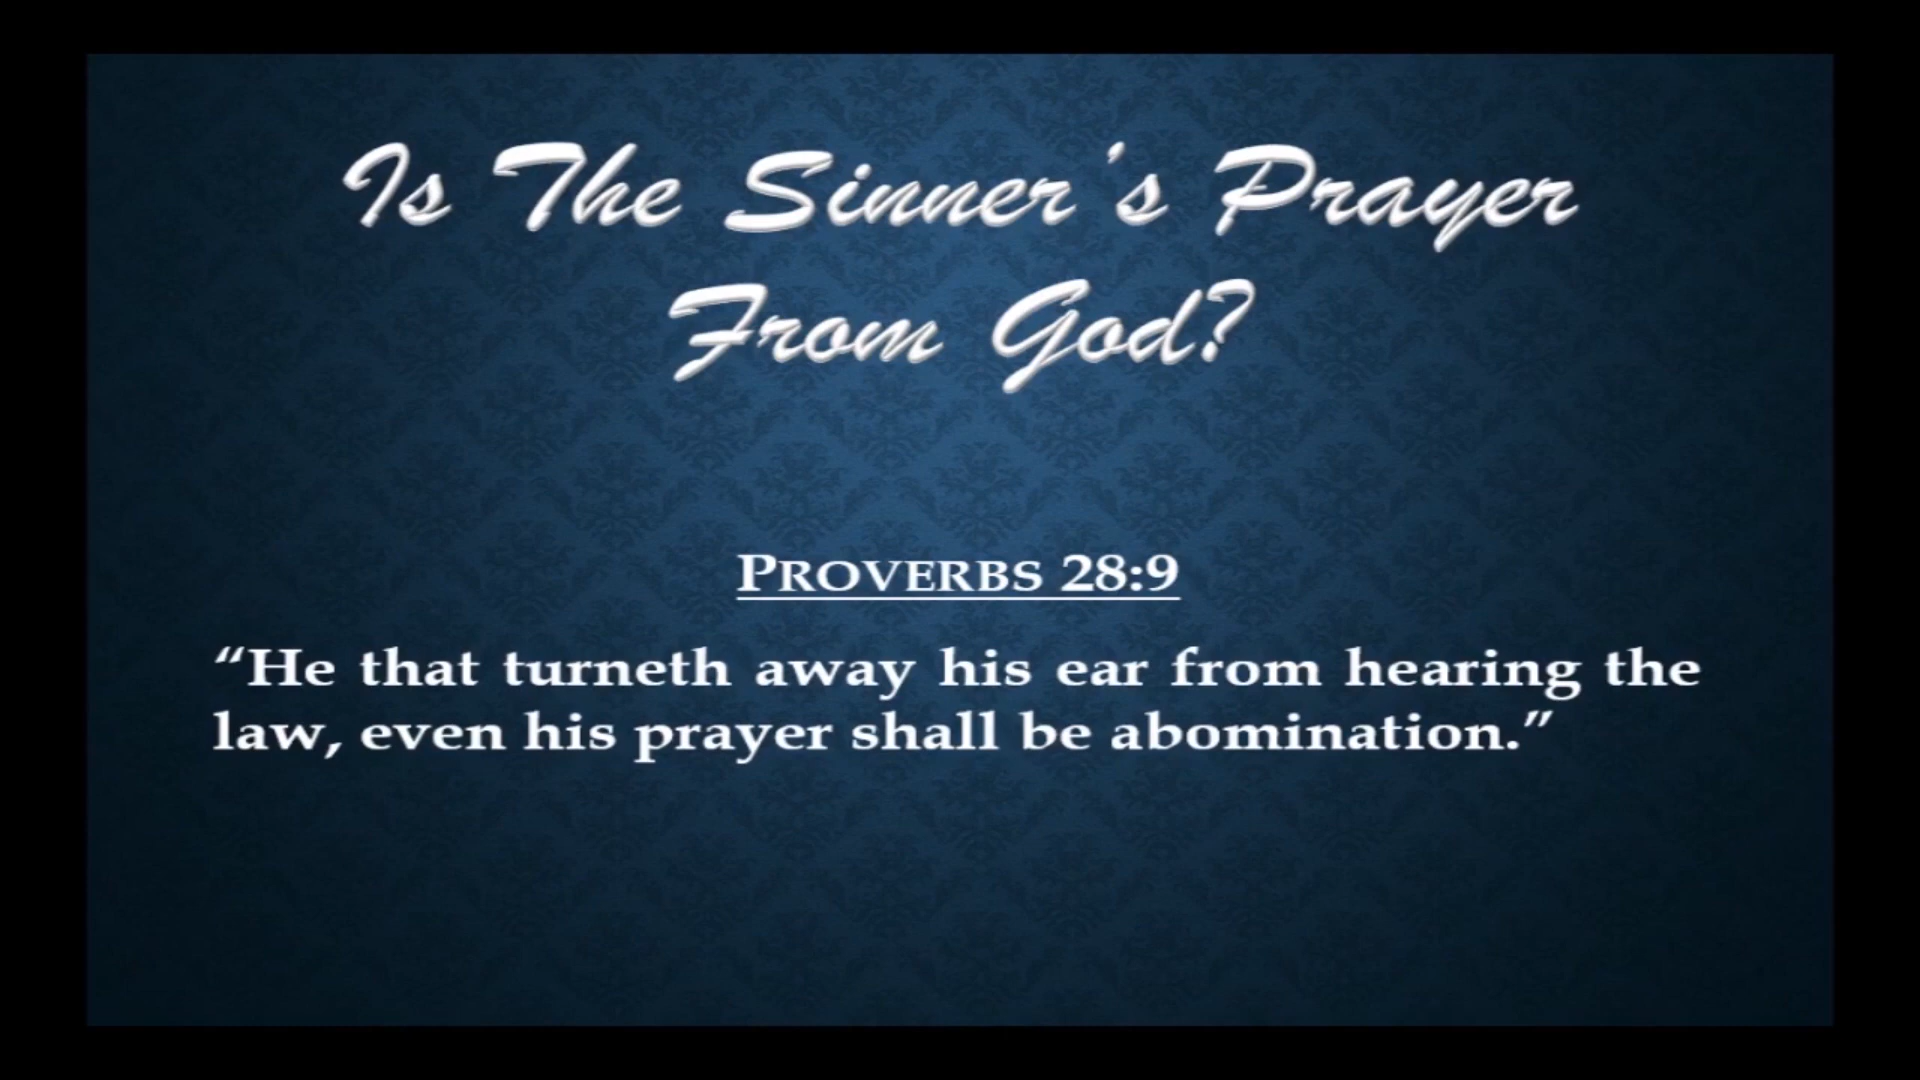 Is The Sinner's Prayer
From God?
PROVERBS 28:9
“He that turneth away his ear from hearing the
law, even his prayer shall be abomination.”